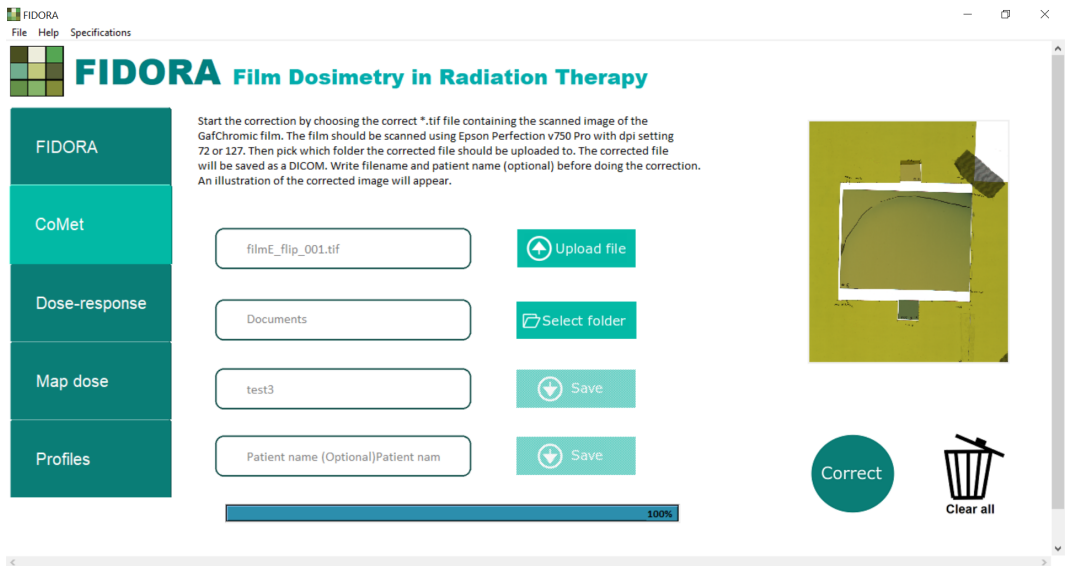 FIDORA
File Help Specifications
FIDORA Film Dosimetry in Radiation Therapy
FIDORA
CoMet
Dose-response
Map dose
Profiles
Start the correction by choosing the correct *.tif file containing the scanned image of the
GafChromic film. The film should be scanned using Epson Perfection v750 Pro with dpi setting
72 or 127. Then pick which folder the corrected file should be uploaded to. The corrected file
will be saved as a DICOM. Write filename and patient name (optional) before doing the correction.
An illustration of the corrected image will appear.
filmE_flip_001.tif
Upload file
Documents
Select folder
test3
Save
Patient name (Optional)Patient nam
Save
100%
Correct
Clear all